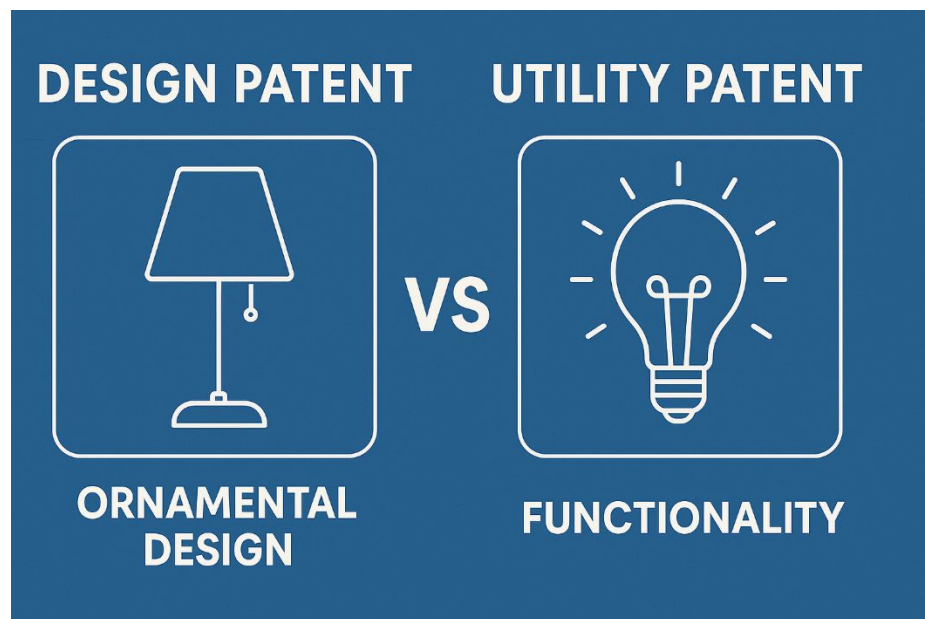 DESIGN PATENT
UTILITY PATENT
VS
ORNAMENTAL
DESIGN
FUNCTIONALITY